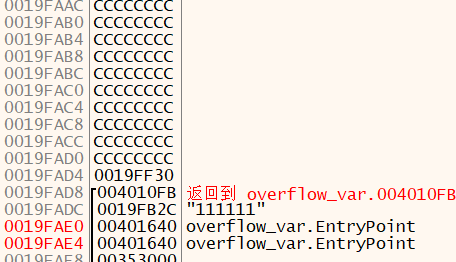 0019FAAC CCCCCCCC
0019FAB0 CCCCCCCC
0019FAB4 CCCCCCCC
0019FAB8 CCCCCCCC
0019FABC CCCCCCCC
0019FAC0 CCCCCCCC
0019FAC4 CCCCCCCC
0019FAC8 CCCCCCCC
0019FACC CCCCCCCC
0019FAD0 CCCCCCCC
0019FAD4 0019FF30
0019FAD8 004010FB 返回到 overflow_var.004010FB
0019FADC 0019FB2C "111111"
0019FAE0 00401640 overflow_var.EntryPoint
0019FAE4 00401640 overflow_var.EntryPoint
0019FAE8 00353000